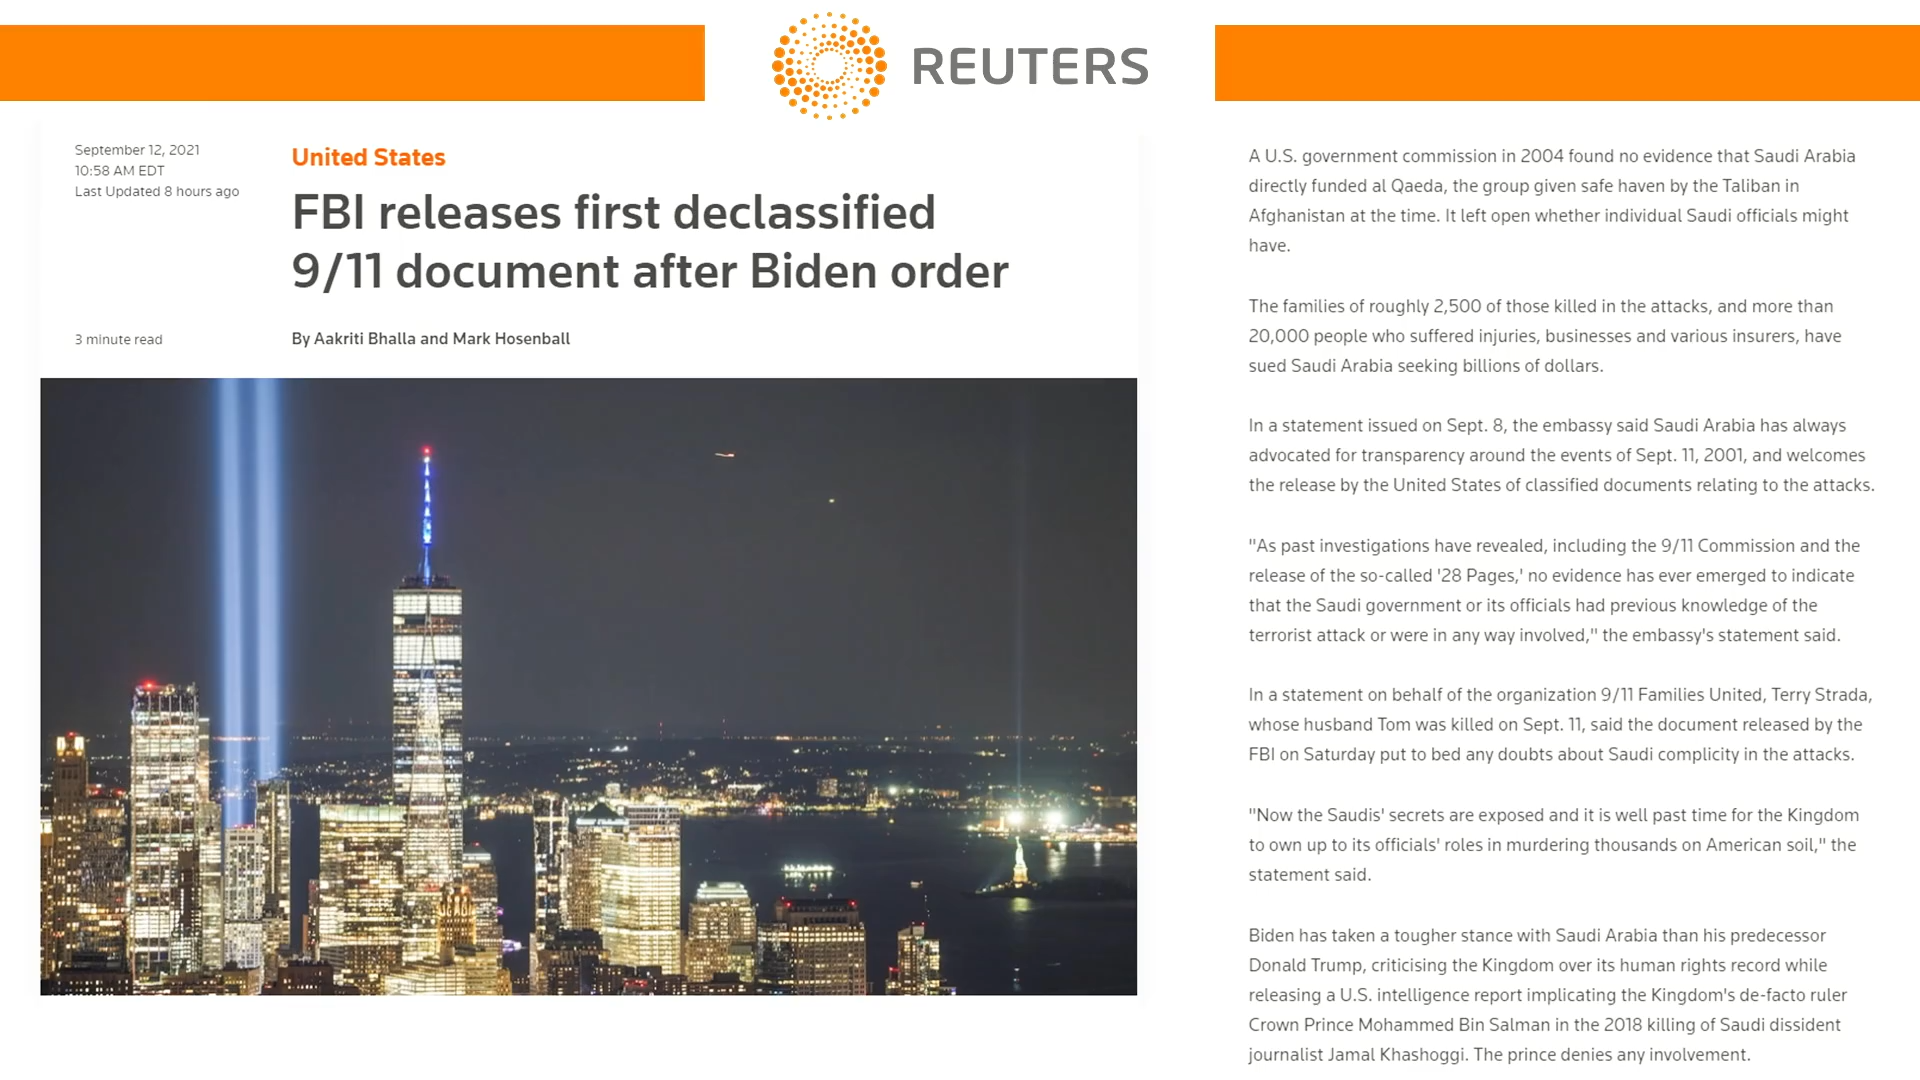 REUTERS
September 12, 2021
10:58 AM EDT
Last Updated 8 hours ago
United States
FBI releases first declassified
9/11 document after Biden order
3 minute read
By Aakriti Bhalla and Mark Hosenball
A U.S. government commission in 2004 found no evidence that Saudi Arabia
directly funded al Qaeda, the group given safe haven by the Taliban in
Afghanistan at the time. It left open whether individual Saudi officials might
have.
The families of roughly 2,500 of those killed in the attacks, and more than
20,000 people who suffered injuries, businesses and various insurers, have
sued Saudi Arabia seeking billions of dollars.
In a statement issued on Sept. 8, the embassy said Saudi Arabia has always
advocated for transparency around the events of Sept. 11, 2001, and welcomes
the release by the United States of classified documents relating to the attacks.
"As past investigations have revealed, including the 9/11 Commission and the
release of the so-called '28 Pages,' no evidence has ever emerged to indicate
that the Saudi government or its officials had previous knowledge of the
terrorist attack or were in any way involved," the embassy's statement said.
In a statement on behalf of the organization 9/11 Families United, Terry Strada,
whose husband Tom was killed on Sept. 11, said the document released by the
FBI on Saturday put to bed any doubts about Saudi complicity in the attacks.
"Now the Saudis' secrets are exposed and it is well past time for the Kingdom
to own up to its officials' roles in murdering thousands on American soil," the
statement said.
Biden has taken a tougher stance with Saudi Arabia than his predecessor
Donald Trump, criticising the Kingdom over its human rights record while
releasing a U.S. intelligence report implicating the Kingdom's de-facto ruler
Crown Prince Mohammed Bin Salman in the 2018 killing of Saudi dissident
journalist Jamal Khashoggi. The prince denies any involvement.